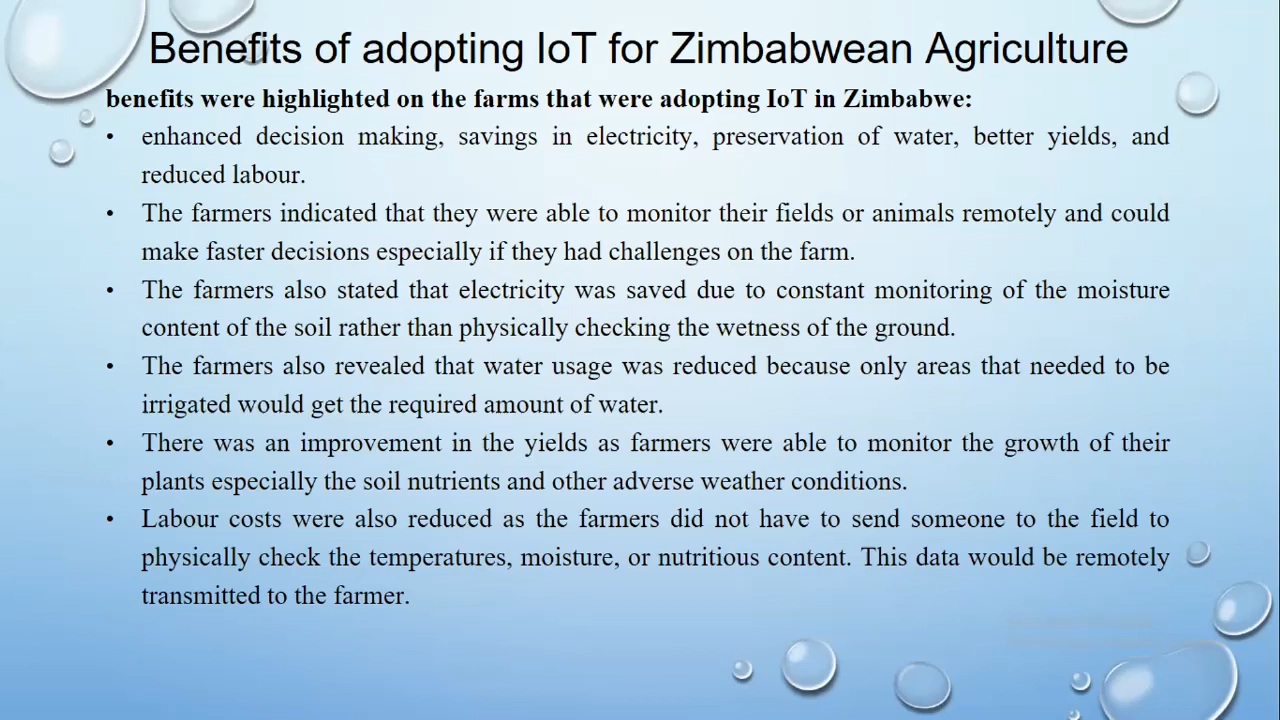 Benefits of adopting IoT for Zimbabwean Agriculture
benefits were highlighted on the farms that were adopting IoT in Zimbabwe:
• enhanced decision making, savings in electricity, preservation of water, better yields, and
reduced labour.
• The farmers indicated that they were able to monitor their fields or animals remotely and could
make faster decisions especially if they had challenges on the farm.
• The farmers also stated that electricity was saved due to constant monitoring of the moisture
content of the soil rather than physically checking the wetness of the ground.
• The farmers also revealed that water usage was reduced because only areas that needed to be
irrigated would get the required amount of water.
• There was an improvement in the yields as farmers were able to monitor the growth of their
plants especially the soil nutrients and other adverse weather conditions.
• Labour costs were also reduced as the farmers did not have to send someone to the field to
physically check the temperatures, moisture, or nutritious content. This data would be remotely
transmitted to the farmer.